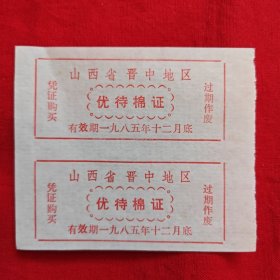 山西省晋中地区
凭证购买
优待棉证
过期作废
有效期一九八五年十二月底
山西省晋中地区
凭证购买
优待棉证
过期作废
有效期一九八五年十二月底